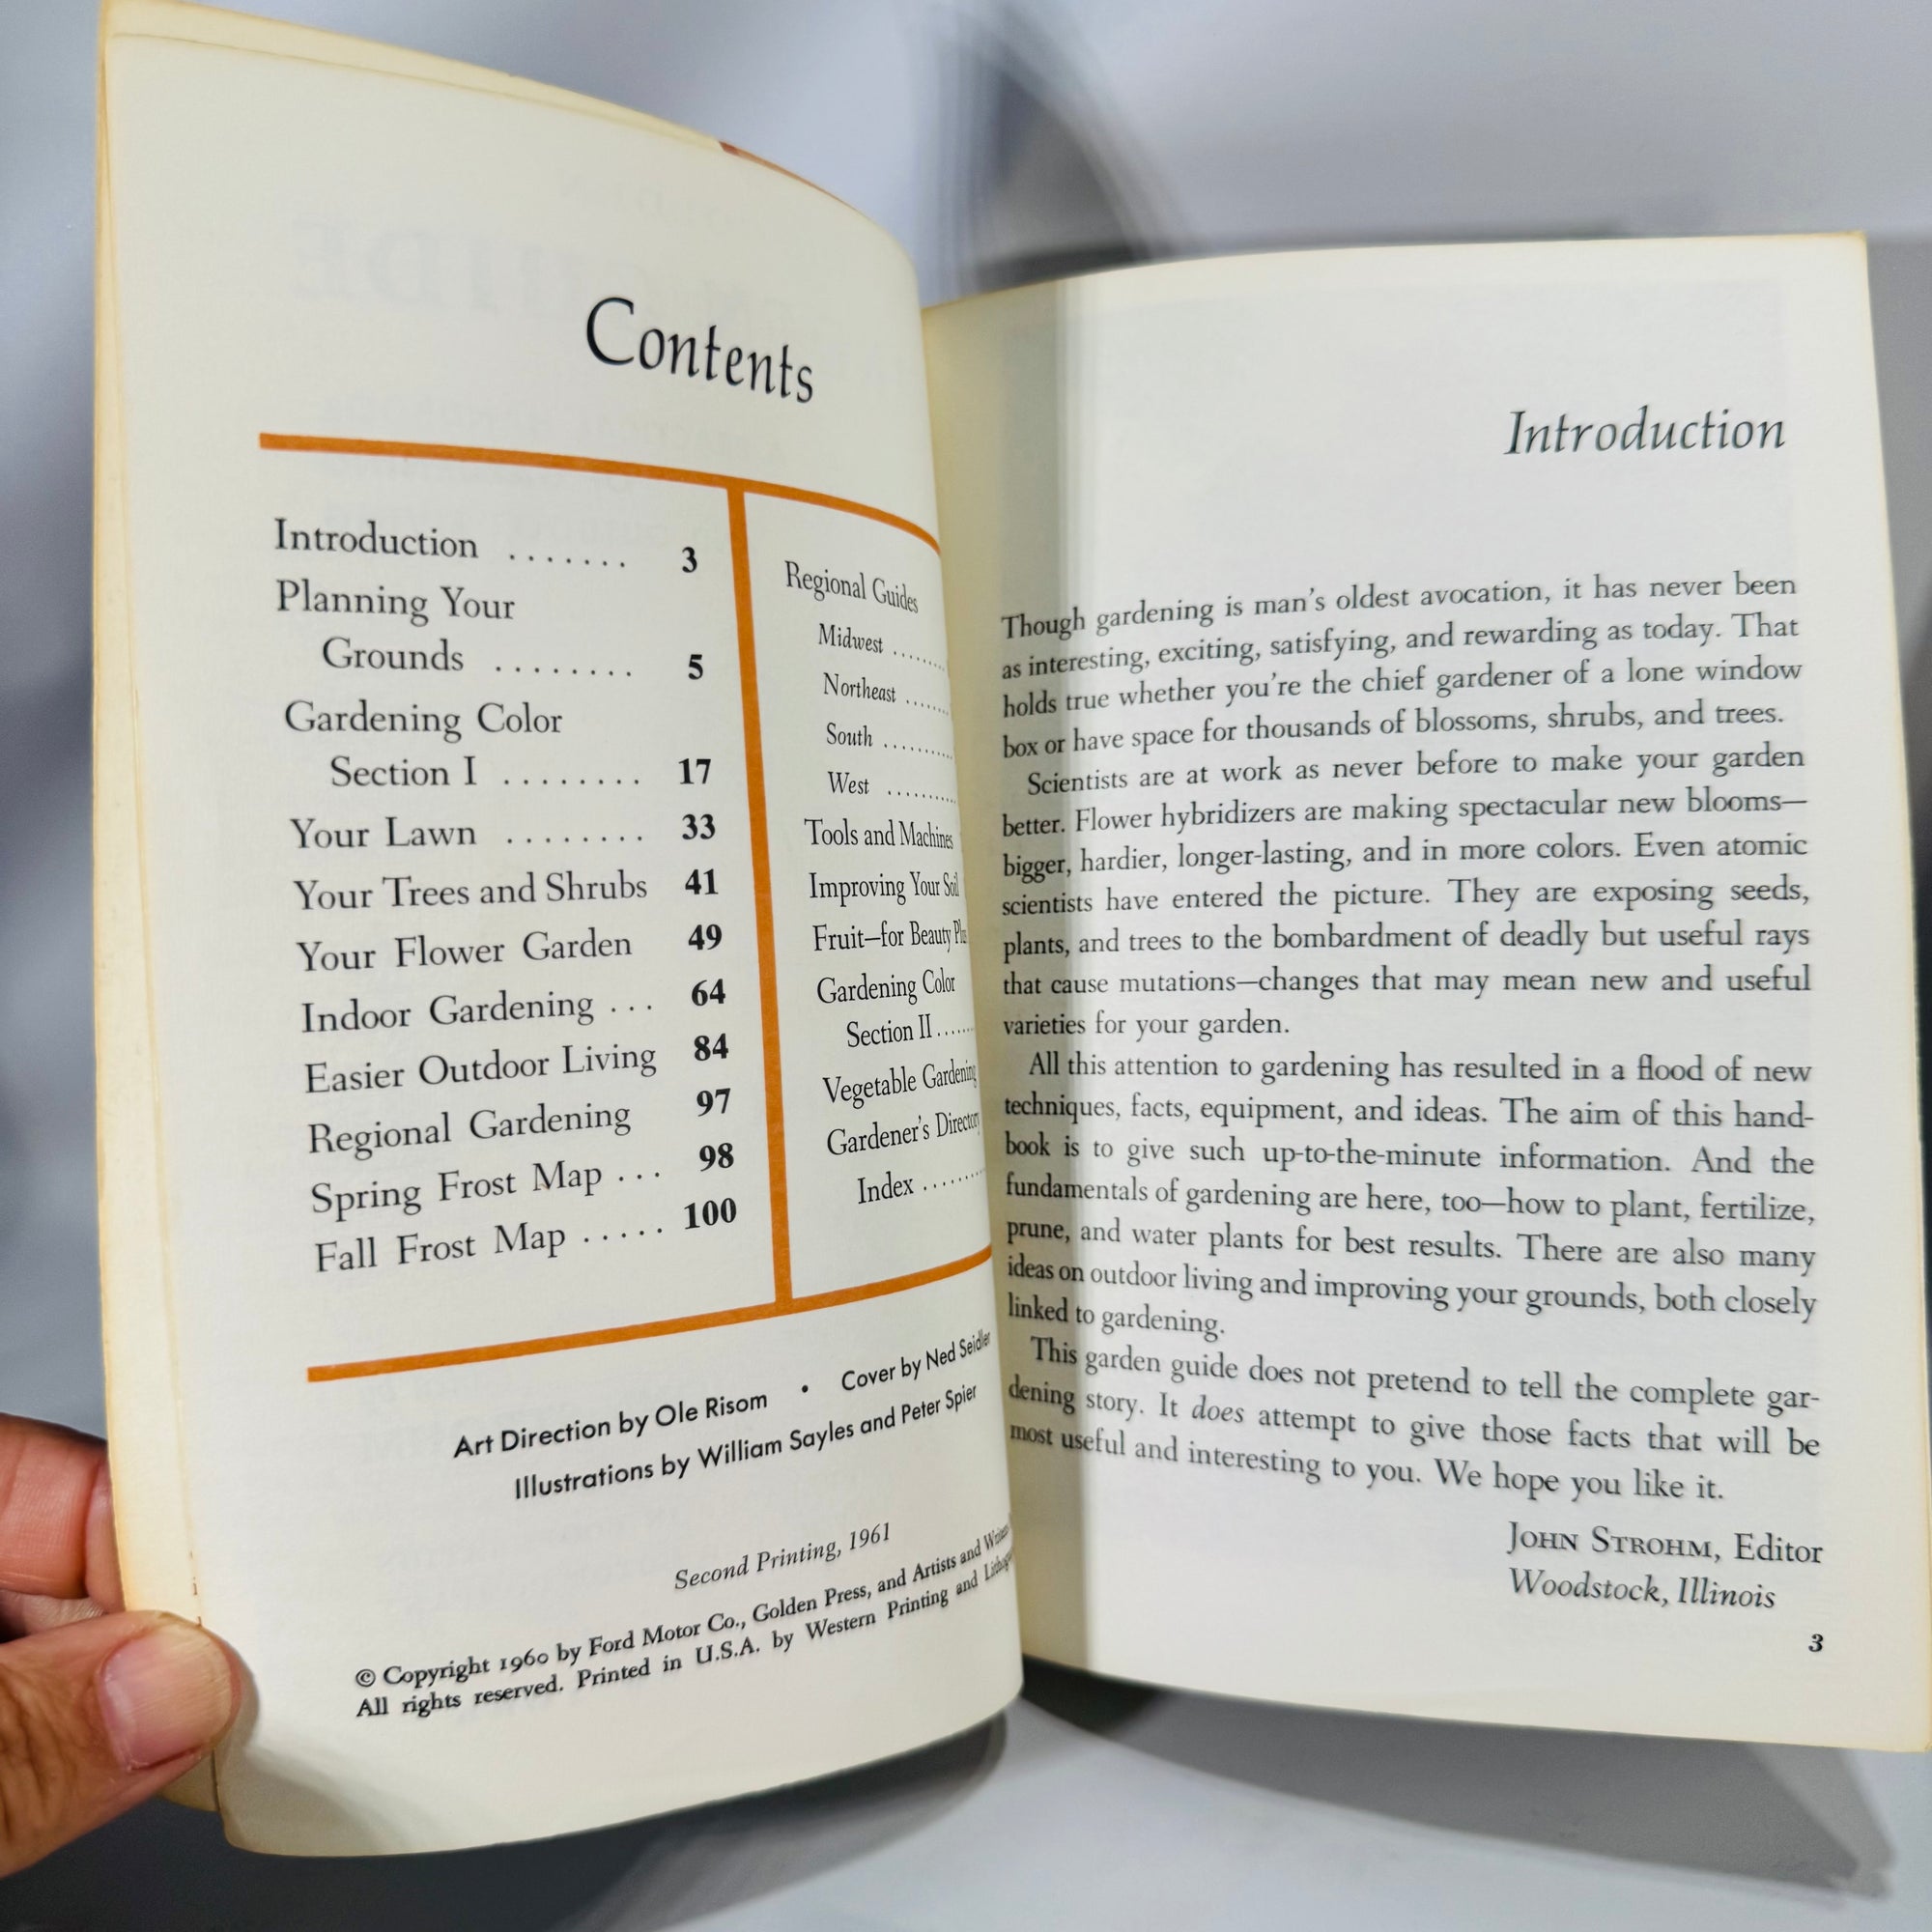 Contents
Introduction ....... 3
Planning Your
Grounds ........ 5
Gardening Color
Section I ........ 17
Your Lawn ........ 33
Your Trees and Shrubs 41
Your Flower Garden 49
Indoor Gardening ... 64
Easier Outdoor Living 84
Regional Gardening 97
Spring Frost Map ... 98
Fall Frost Map ..... 100
Regional Guides
Midwest ........
Northeast .......
South ..........
West ..........
Tools and Machines
Improving Your Soil
Fruit—for Beauty Plus
Gardening Color
Section II ......
Vegetable Gardening
Gardener's Directory
Index ........
Art Direction by Ole Risom • Cover by Ned Seidler
Illustrations by William Sayles and Peter Spier
Second Printing, 1961
© Copyright 1960 by Ford Motor Co., Golden Press, and Artists and Writers
All rights reserved. Printed in U.S.A. by Western Printing and
Introduction
Though gardening is man's oldest avocation, it has never been
as interesting, exciting, satisfying, and rewarding as today. That
holds true whether you're the chief gardener of a lone window
box or have space for thousands of blossoms, shrubs, and trees.
Scientists are at work as never before to make your garden
better. Flower hybridizers are making spectacular new blooms—
bigger, hardier, longer-lasting, and in more colors. Even atomic
scientists have entered the picture. They are exposing seeds,
plants, and trees to the bombardment of deadly but useful rays
that cause mutations—changes that may mean new and useful
varieties for your garden.
All this attention to gardening has resulted in a flood of new
techniques, facts, equipment, and ideas. The aim of this hand-
book is to give such up-to-the-minute information. And the
fundamentals of gardening are here, too—how to plant, fertilize,
prune, and water plants for best results. There are also many
ideas on outdoor living and improving your grounds, both closely
linked to gardening.
This garden guide does not pretend to tell the complete gar-
dening story. It does attempt to give those facts that will be
most useful and interesting to you. We hope you like it.
JOHN STROHM, Editor
Woodstock, Illinois
3